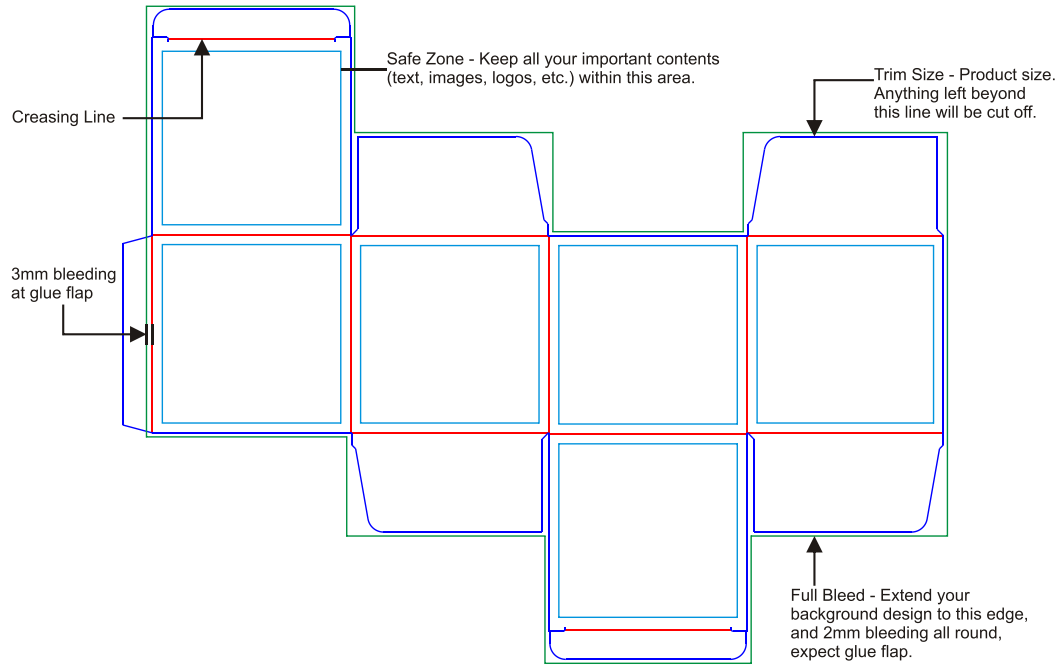 Safe Zone - Keep all your important contents
(text, images, logos, etc.) within this area.
Trim Size - Product size.
Anything left beyond
this line will be cut off.
Creasing Line
3mm bleeding
at glue flap
Full Bleed - Extend your
background design to this edge,
and 2mm bleeding all round,
expect glue flap.